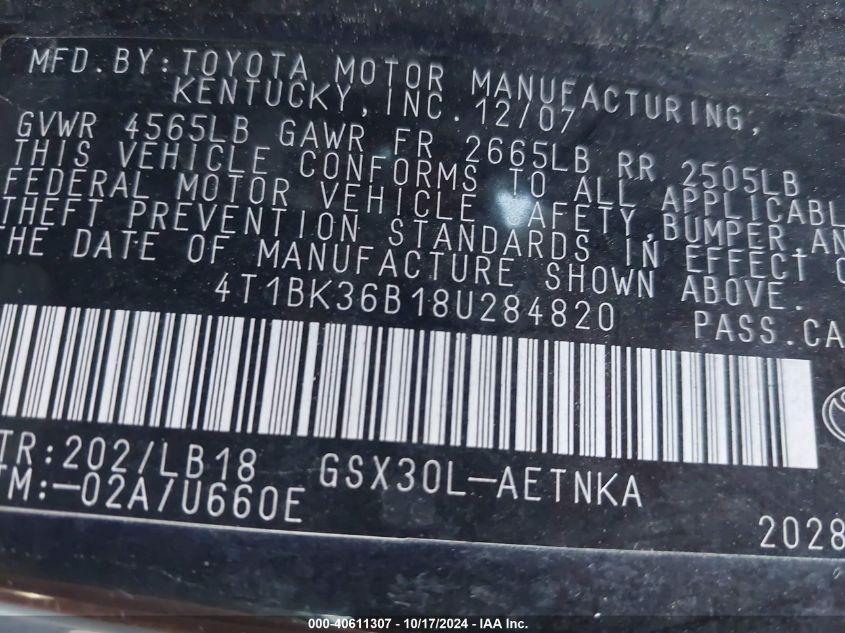 MFD.BY:TOYOTA MOTOR MANUFACTURING,
KENTUCKY,INC. 12/07
GVWR 4565LB GAWR FR 2665LB RR 2505LB
THIS VEHICLE CONFORMS TO ALL APPLICABL
FEDERAL MOTOR VEHICLE SAFETY,BUMPER,AN
THEFT PREVENTION STANDARDS IN EFFECT O
HE DATE OF MANUFACTURE SHOWN ABOVE.
4T1BK36B18U284820 PASS.CA
TR:202/LB18 GSX30L-AETNKA
TM:-02A/U660E
2028
000-40611307 - 10/17/2024 - IAA Inc.